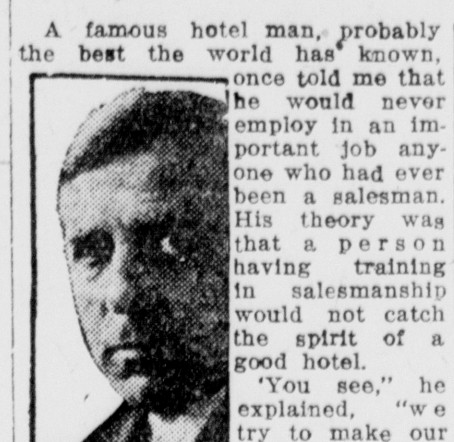 A famous hotel man, probably
the best the world has known,
once told me that
he would never
employ in an im-
portant job any-
one who had ever
been a salesman.
His theory was
that a person
having training
in salesmanship
would not catch
the spirit of a
good hotel.
'You see," he
explained, "we
try to make our